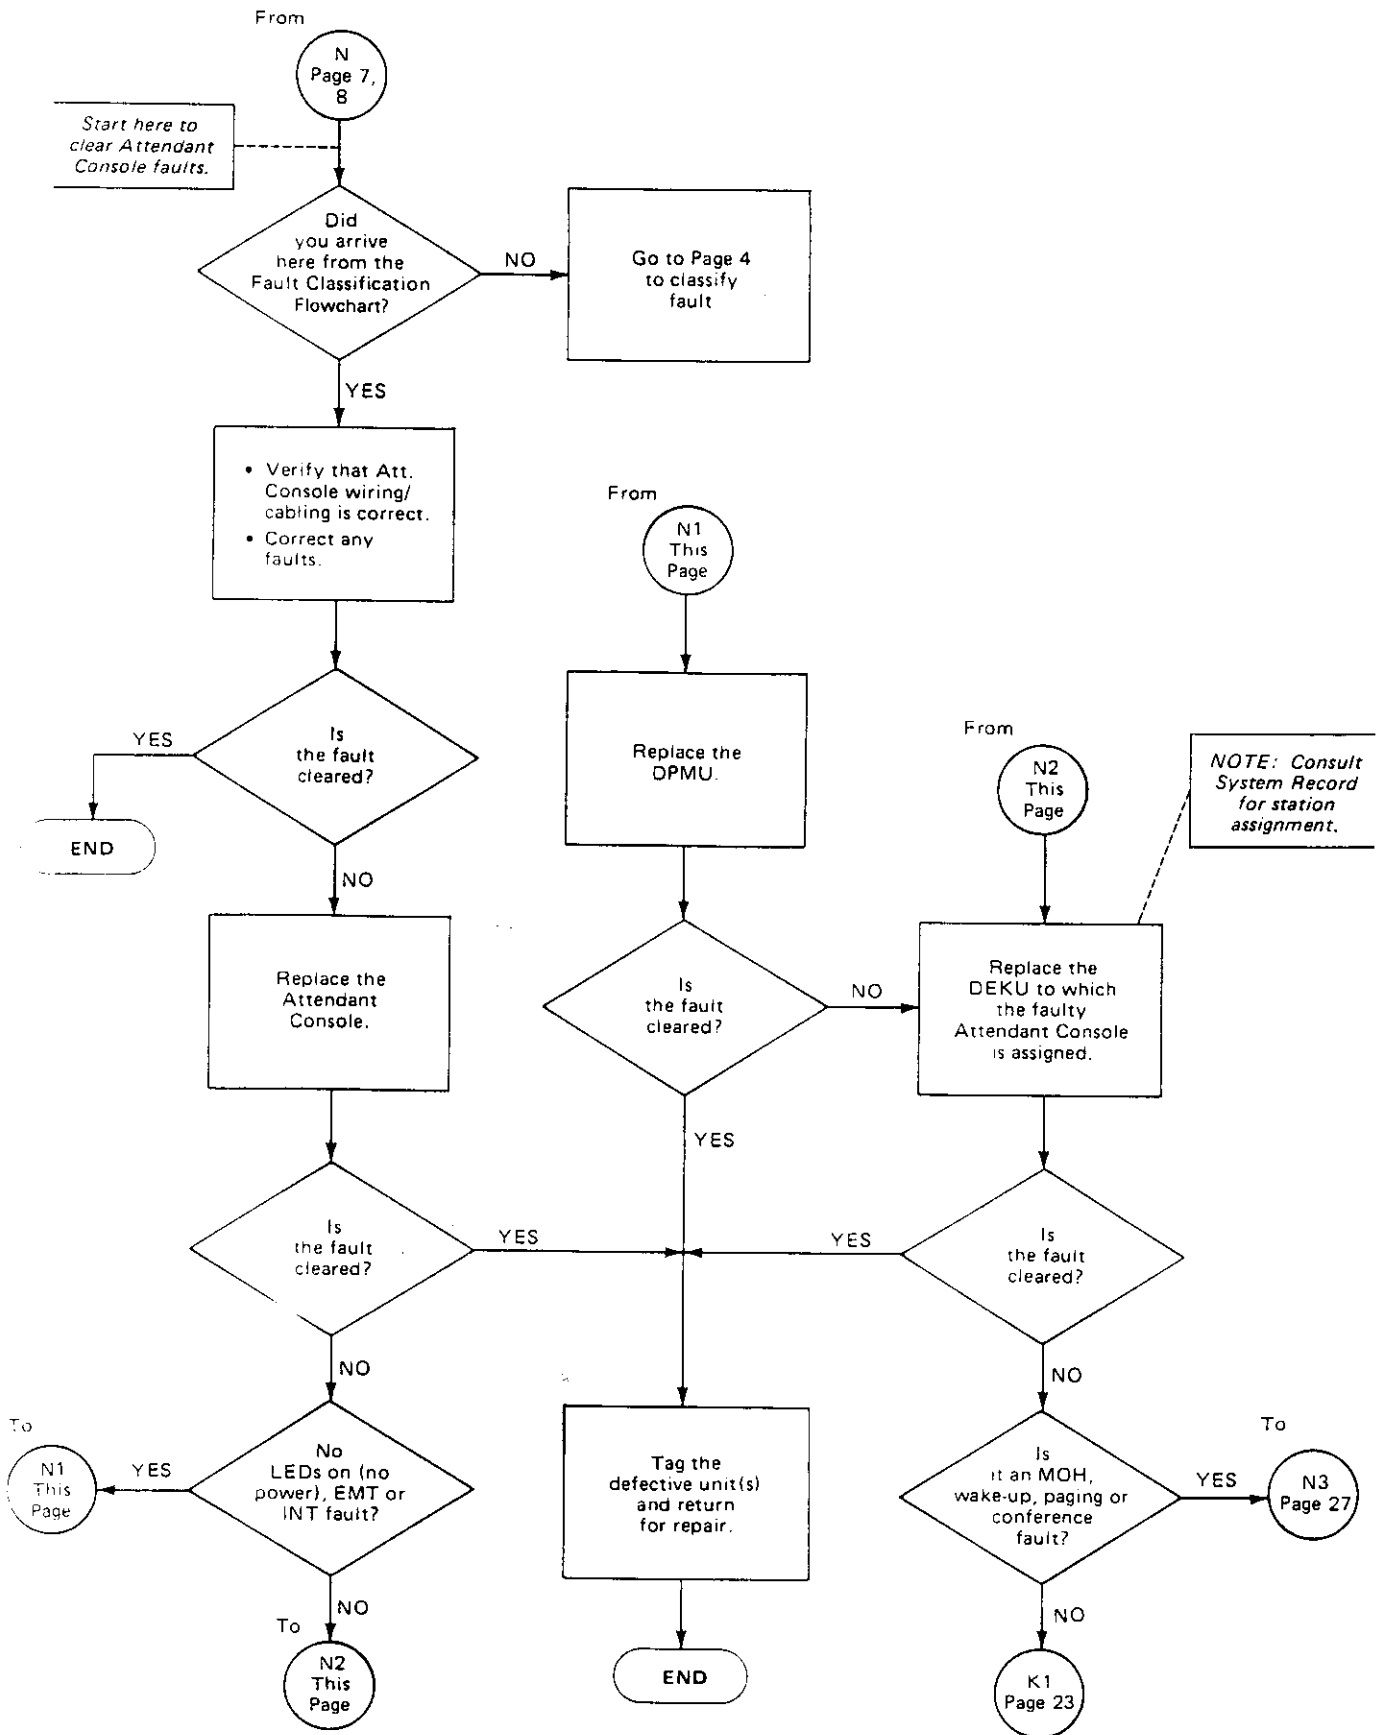 From
N
Page 7,
8
Start here to
clear Attendant
Console faults.
Did
you arrive
here from the
Fault Classification
Flowchart?
NO
Go to Page 4
to classify
fault
YES
• Verify that Att.
Console wiring/
cabling is correct.
• Correct any
faults.
From
N1
This
Page
Is
the fault
cleared?
YES
END
NO
Replace the
DPMU.
From
N2
This
Page
NOTE: Consult
System Record
for station
assignment.
Replace the
Attendant
Console.
Is
the fault
cleared?
NO
YES
Replace the
DEKU to which
the faulty
Attendant Console
is assigned.
Is
the fault
cleared?
YES
NO
Is
the fault
cleared?
YES
NO
To
N1
This
Page
YES
No
LEDs on (no
power), EMT or
INT fault?
NO
To
N2
This
Page
Tag the
defective unit(s)
and return
for repair.
END
Is
it an MOH,
wake-up, paging or
conference
fault?
YES
To
N3
Page 27
NO
K1
Page 23